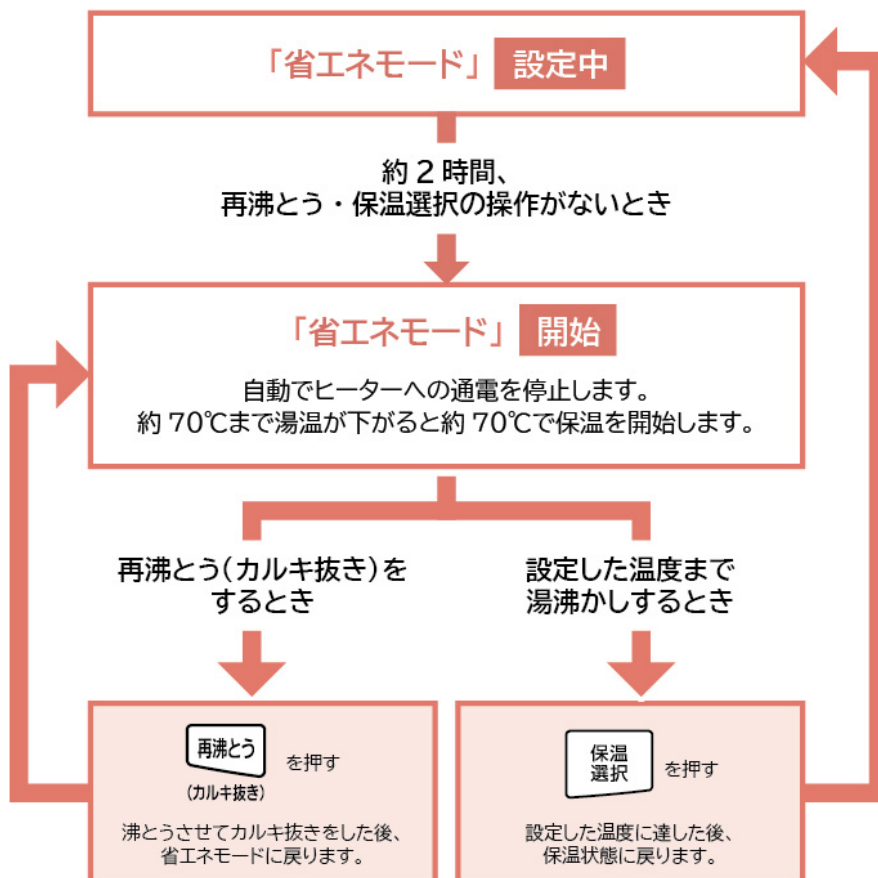 「省エネモード」 設定中
約2時間、
再沸とう・保温選択の操作がないとき
「省エネモード」 開始
自動でヒーターへの通電を停止します。
約70℃まで湯温が下がると約70℃で保温を開始します。
再沸とう(カルキ抜き)を
するとき
再沸とう を押す
(カルキ抜き)
沸とうさせてカルキ抜きをした後、
省エネモードに戻ります。
設定した温度まで
湯沸かしするとき
保温
選択 を押す
設定した温度に達した後、
保温状態に戻ります。